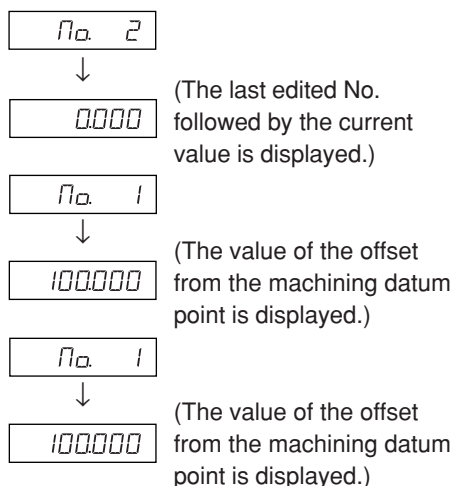 No. 2
↓
0.000
(The last edited No.
followed by the current
value is displayed.)
No. 1
↓
100.000
(The value of the offset
from the machining datum
point is displayed.)
No. 1
↓
100.000
(The value of the offset
from the machining datum
point is displayed.)